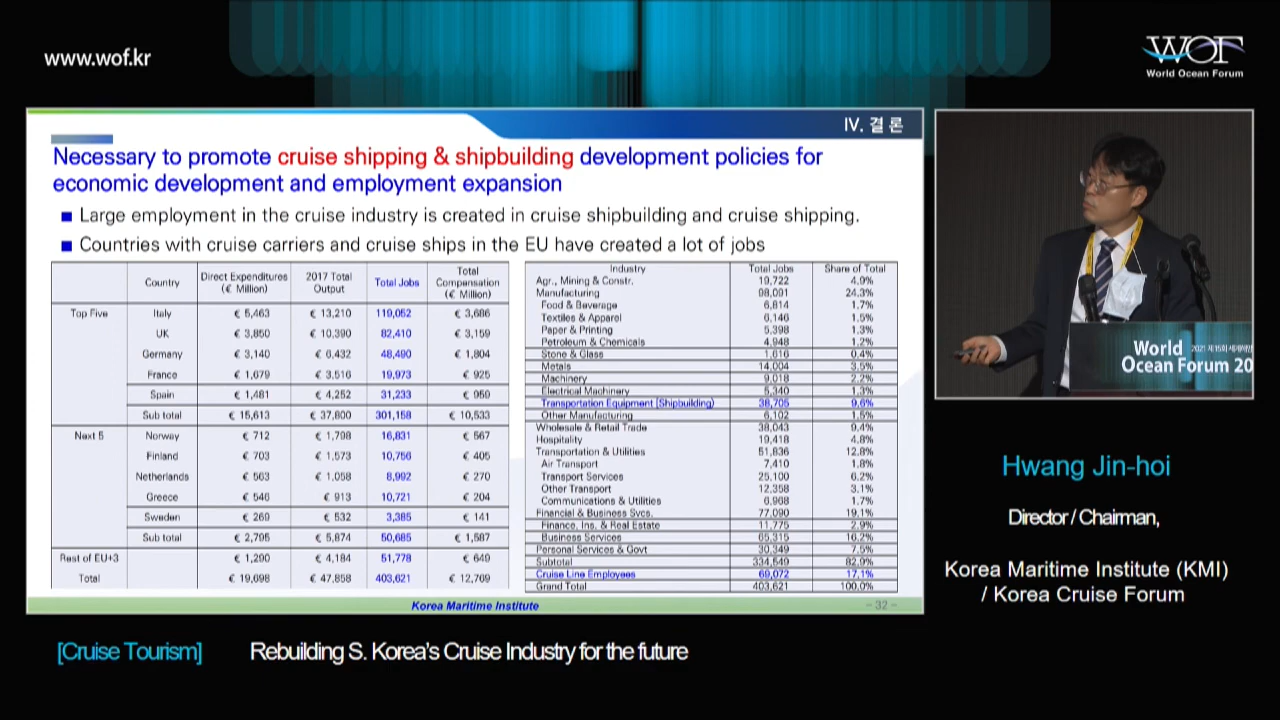 www.wof.kr
WOF
World Ocean Forum
IV. 결 론
Necessary to promote cruise shipping & shipbuilding development policies for
economic development and employment expansion
■ Large employment in the cruise industry is created in cruise shipbuilding and cruise shipping.
■ Countries with cruise carriers and cruise ships in the EU have created a lot of jobs
Country Direct Expenditures (€ Million) 2017 Total Output Total Jobs Total Compensation (€ Million)
Top Five Italy € 5,463 € 13,210 119,052 € 3,686
UK € 3,850 € 10,390 82,410 € 3,159
Germany € 3,140 € 6,432 48,490 € 1,804
France € 1,679 € 3,516 19,973 € 925
Spain € 1,481 € 4,252 31,233 € 959
Sub total € 15,613 € 37,800 301,158 € 10,533
Next 5 Norway € 712 € 1,798 16,831 € 567
Finland € 703 € 1,573 10,756 € 405
Netherlands € 563 € 1,058 8,992 € 270
Greece € 546 € 913 10,721 € 204
Sweden € 269 € 532 3,385 € 141
Sub total € 2,795 € 5,874 50,685 € 1,587
Rest of EU+3 € 1,290 € 4,184 51,778 € 649
Total € 19,698 € 47,858 403,621 € 12,769
Industry Total Jobs Share of Total
Agr., Mining & Constr. 19,722 4.9%
Manufacturing 98,091 24.3%
Food & Beverage 6,814 1.7%
Textiles & Apparel 6,146 1.5%
Paper & Printing 5,398 1.3%
Petroleum & Chemicals 4,948 1.2%
Stone & Glass 1,616 0.4%
Metals 14,004 3.5%
Machinery 9,018 2.2%
Electrical Machinery 5,340 1.3%
Transportation Equipment (Shipbuilding) 38,705 9.6%
Other Manufacturing 6,102 1.5%
Wholesale & Retail Trade 38,043 9.4%
Hospitality 19,418 4.8%
Transportation & Utilities 51,836 12.8%
Air Transport 7,410 1.8%
Transport Services 25,100 6.2%
Other Transport 12,358 3.1%
Communications & Utilities 6,968 1.7%
Financial & Business Svcs. 77,090 19.1%
Finance, Ins. & Real Estate 11,775 2.9%
Business Services 65,315 16.2%
Personal Services & Govt 30,349 7.5%
Subtotal 334,549 82.9%
Cruise Line Employees 69,072 17.1%
Grand Total 403,621 100.0%
Korea Maritime Institute
- 32 -
World
Ocean Forum 20
Hwang Jin-hoi
Director / Chairman,
Korea Maritime Institute (KMI)
/ Korea Cruise Forum
[Cruise Tourism] Rebuilding S. Korea's Cruise Industry for the future